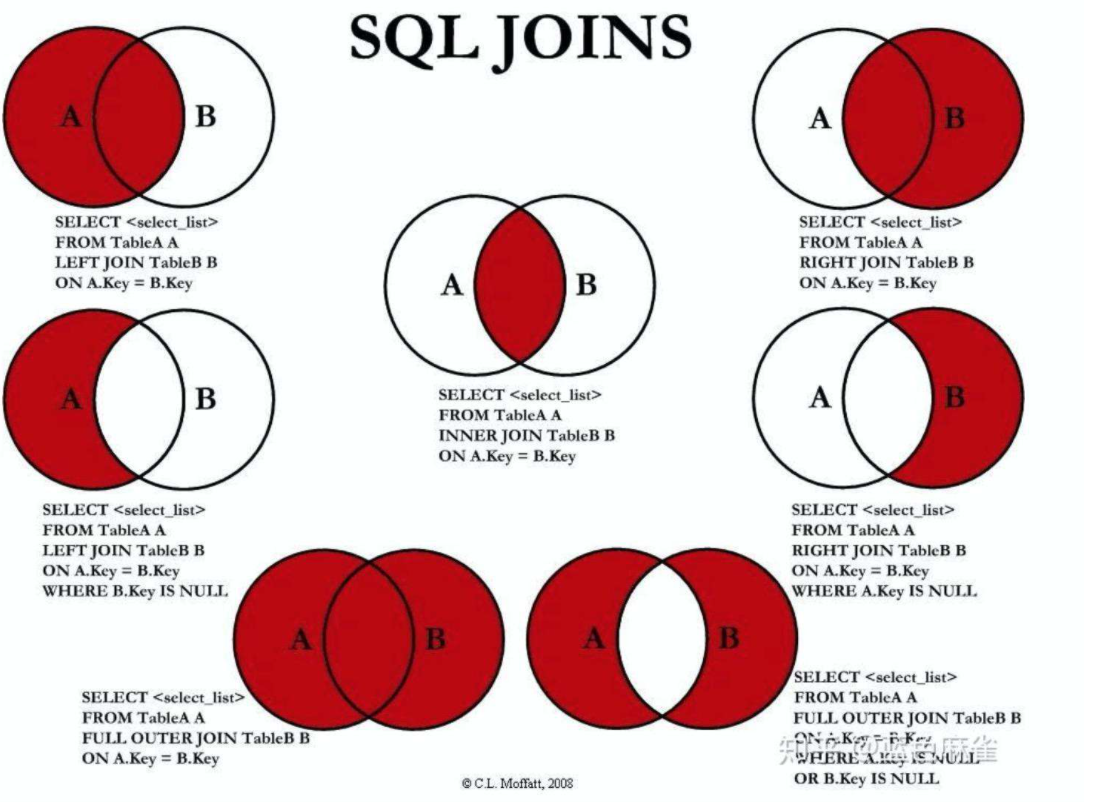 SQL JOINS
A
B
SELECT <select_list>
FROM TableA A
LEFT JOIN TableB B
ON A.Key = B.Key
A
B
SELECT <select_list>
FROM TableA A
RIGHT JOIN TableB B
ON A.Key = B.Key
A
B
SELECT <select_list>
FROM TableA A
INNER JOIN TableB B
ON A.Key = B.Key
A
B
SELECT <select_list>
FROM TableA A
LEFT JOIN TableB B
ON A.Key = B.Key
WHERE B.Key IS NULL
A
B
SELECT <select_list>
FROM TableA A
RIGHT JOIN TableB B
ON A.Key = B.Key
WHERE A.Key IS NULL
A
B
SELECT <select_list>
FROM TableA A
FULL OUTER JOIN TableB B
ON A.Key = B.Key
A
B
SELECT <select_list>
FROM TableA A
FULL OUTER JOIN TableB B
ON A.Key = B.Key
WHERE A.Key IS NULL
OR B.Key IS NULL
知乎 @蓝色麻雀
© C.L. Moffatt, 2008